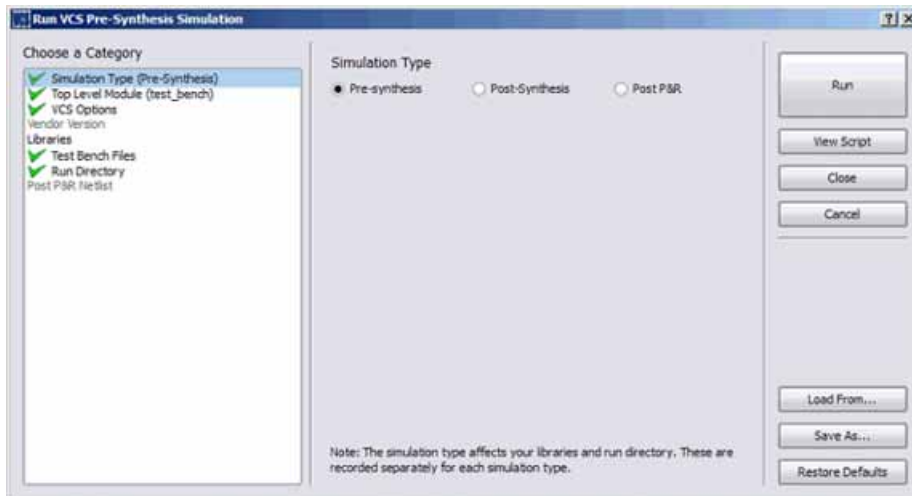 Run VCS Pre-Synthesis Simulation
Choose a Category
Simulation Type (Pre-Synthesis)
Top Level Module (test_bench)
VCS Options
Vendor Version
Libraries
Test Bench Files
Run Directory
Post P&R Netlist
Simulation Type
Pre-synthesis
Post-Synthesis
Post P&R
Note: The simulation type affects your libraries and run directory. These are
recorded separately for each simulation type.
Run
View Script
Close
Cancel
Load From...
Save As...
Restore Defaults